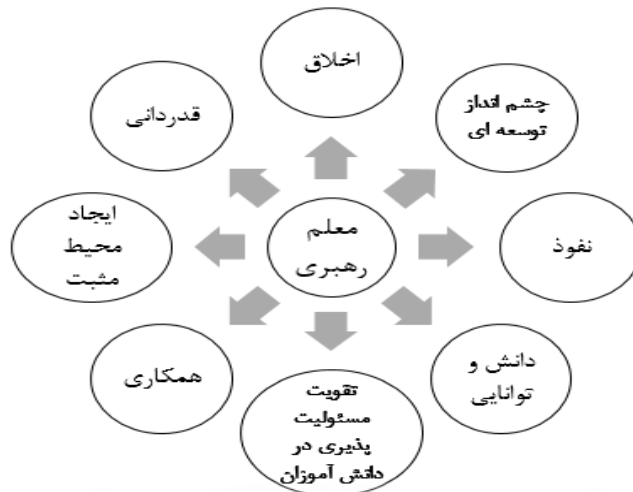 اخلاق
چشم انداز
توسعه ای
نفوذ
دانش و
توانایی
تقویت
مسئولیت
پذیری در
دانش آموزان
همکاری
ایجاد
محیط
مثبت
قدردانی
معلم
رهبری